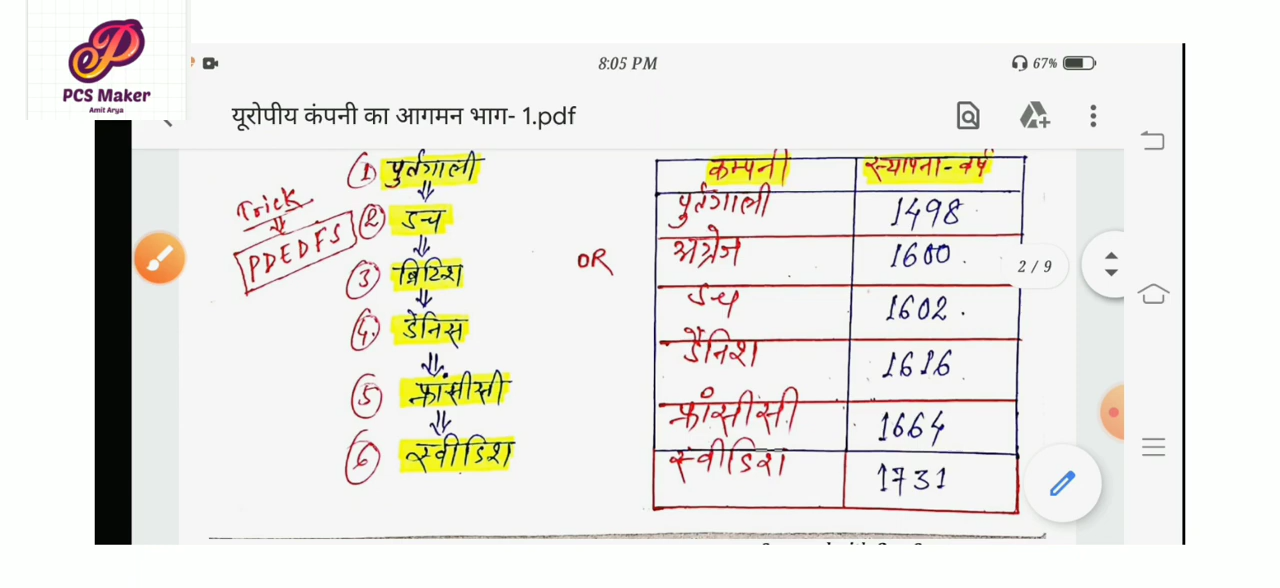 PCS Maker
Amit Arya
8:05 PM
67%
यूरोपीय कंपनी का आगमन भाग- 1.pdf
Trick
PDEDFS
① पुर्तगाली
② डच
③ ब्रिटिश
④ डेनिस
⑤ फ्रांसीसी
⑥ स्वीडिश
OR
कम्पनी स्थापना-वर्ष
पुर्तगाली 1498
अंग्रेज 1600
डच 1602
डैनिश 1616
फ्रांसीसी 1664
स्वीडिश 1731
2 / 9